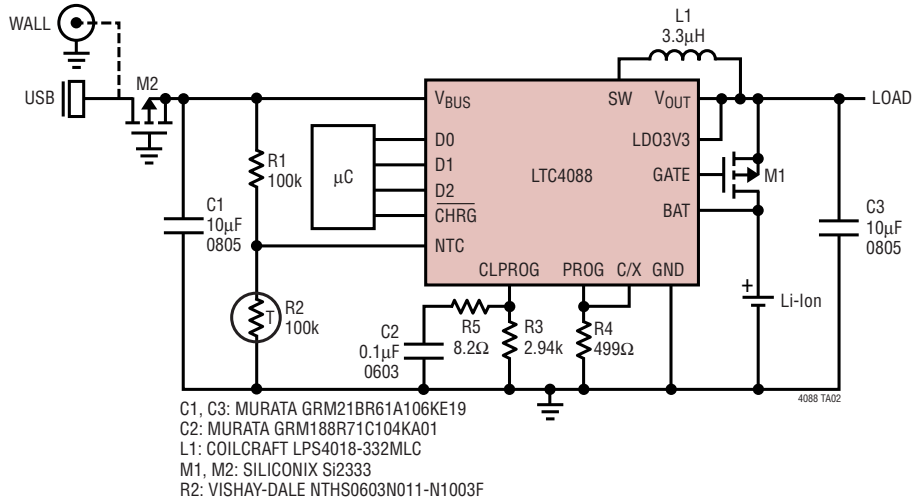 WALL
USB
M2
L1
3.3μH
VBUS
SW
VOUT
LOAD
D0
D1
D2
CHRG
NTC
LDO3V3
GATE
BAT
LTC4088
μC
M1
R1
100k
C1
10μF
0805
C3
10μF
0805
T
R2
100k
CLPROG
PROG
C/X
GND
Li-Ion
+
C2
0.1μF
0603
R5
8.2Ω
R3
2.94k
R4
499Ω
4088 TA02
C1, C3: MURATA GRM21BR61A106KE19
C2: MURATA GRM188R71C104KA01
L1: COILCRAFT LPS4018-332MLC
M1, M2: SILICONIX Si2333
R2: VISHAY-DALE NTHS0603N011-N1003F